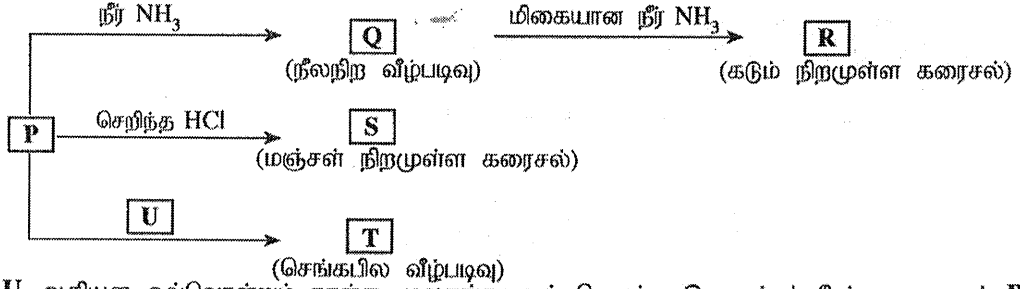 நீர் NH3 மிகையான நீர் NH3
Q R
(நீலநிற வீழ்படிவு) (கடும் நிறமுள்ள கரைசல்)
செறிந்த HCl
P S
(மஞ்சள் நிறமுள்ள கரைசல்)
U
T
(செங்கபில வீழ்படிவு)